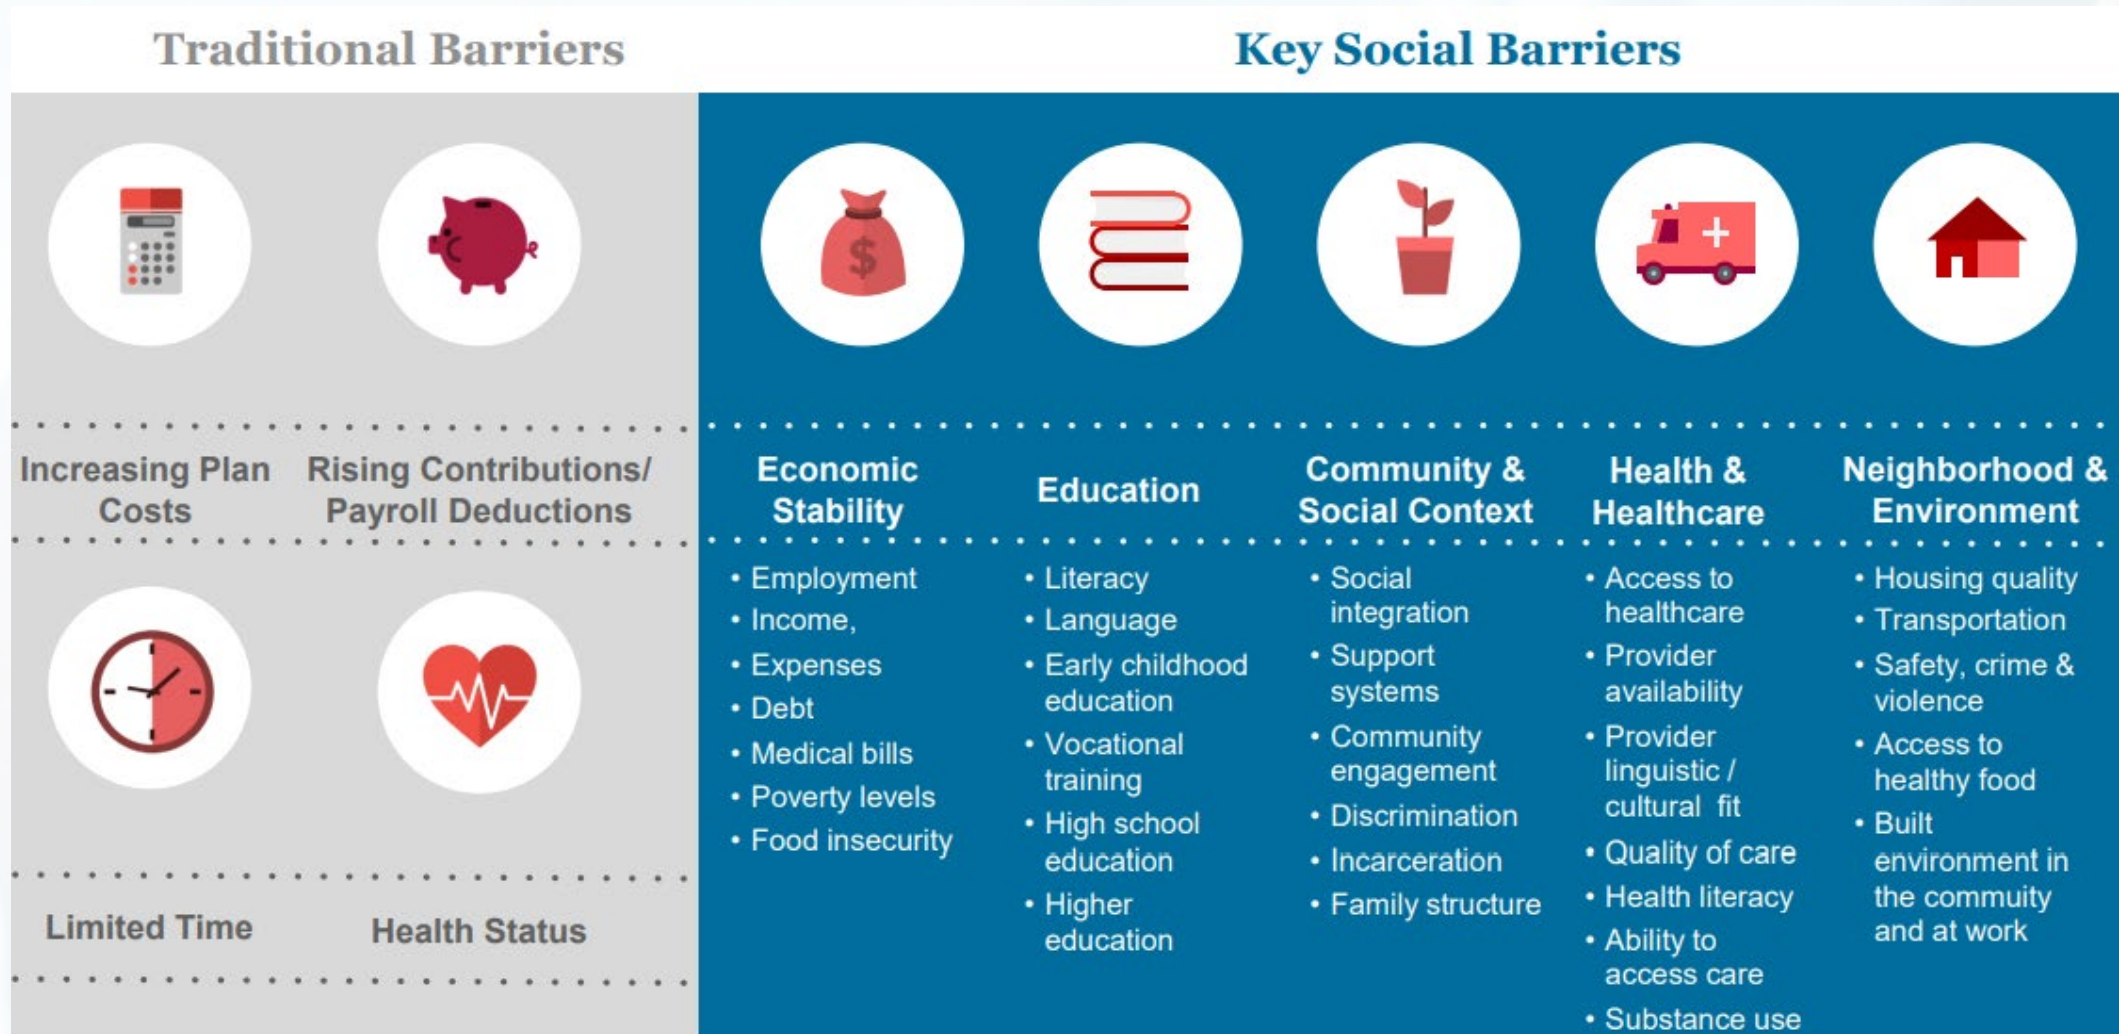 Traditional Barriers
Key Social Barriers
Increasing Plan
Costs
Rising Contributions/
Payroll Deductions
Limited Time
Health Status
Economic
Stability
• Employment
• Income,
• Expenses
• Debt
• Medical bills
• Poverty levels
• Food insecurity
Education
• Literacy
• Language
• Early childhood
education
• Vocational
training
• High school
education
• Higher
education
Community &
Social Context
• Social
integration
• Support
systems
• Community
engagement
• Discrimination
• Incarceration
• Family structure
Health &
Healthcare
• Access to
healthcare
• Provider
availability
• Provider
linguistic /
cultural fit
• Quality of care
• Health literacy
• Ability to
access care
• Substance use
Neighborhood &
Environment
• Housing quality
• Transportation
• Safety, crime &
violence
• Access to
healthy food
• Built
environment in
the commuity
and at work
$